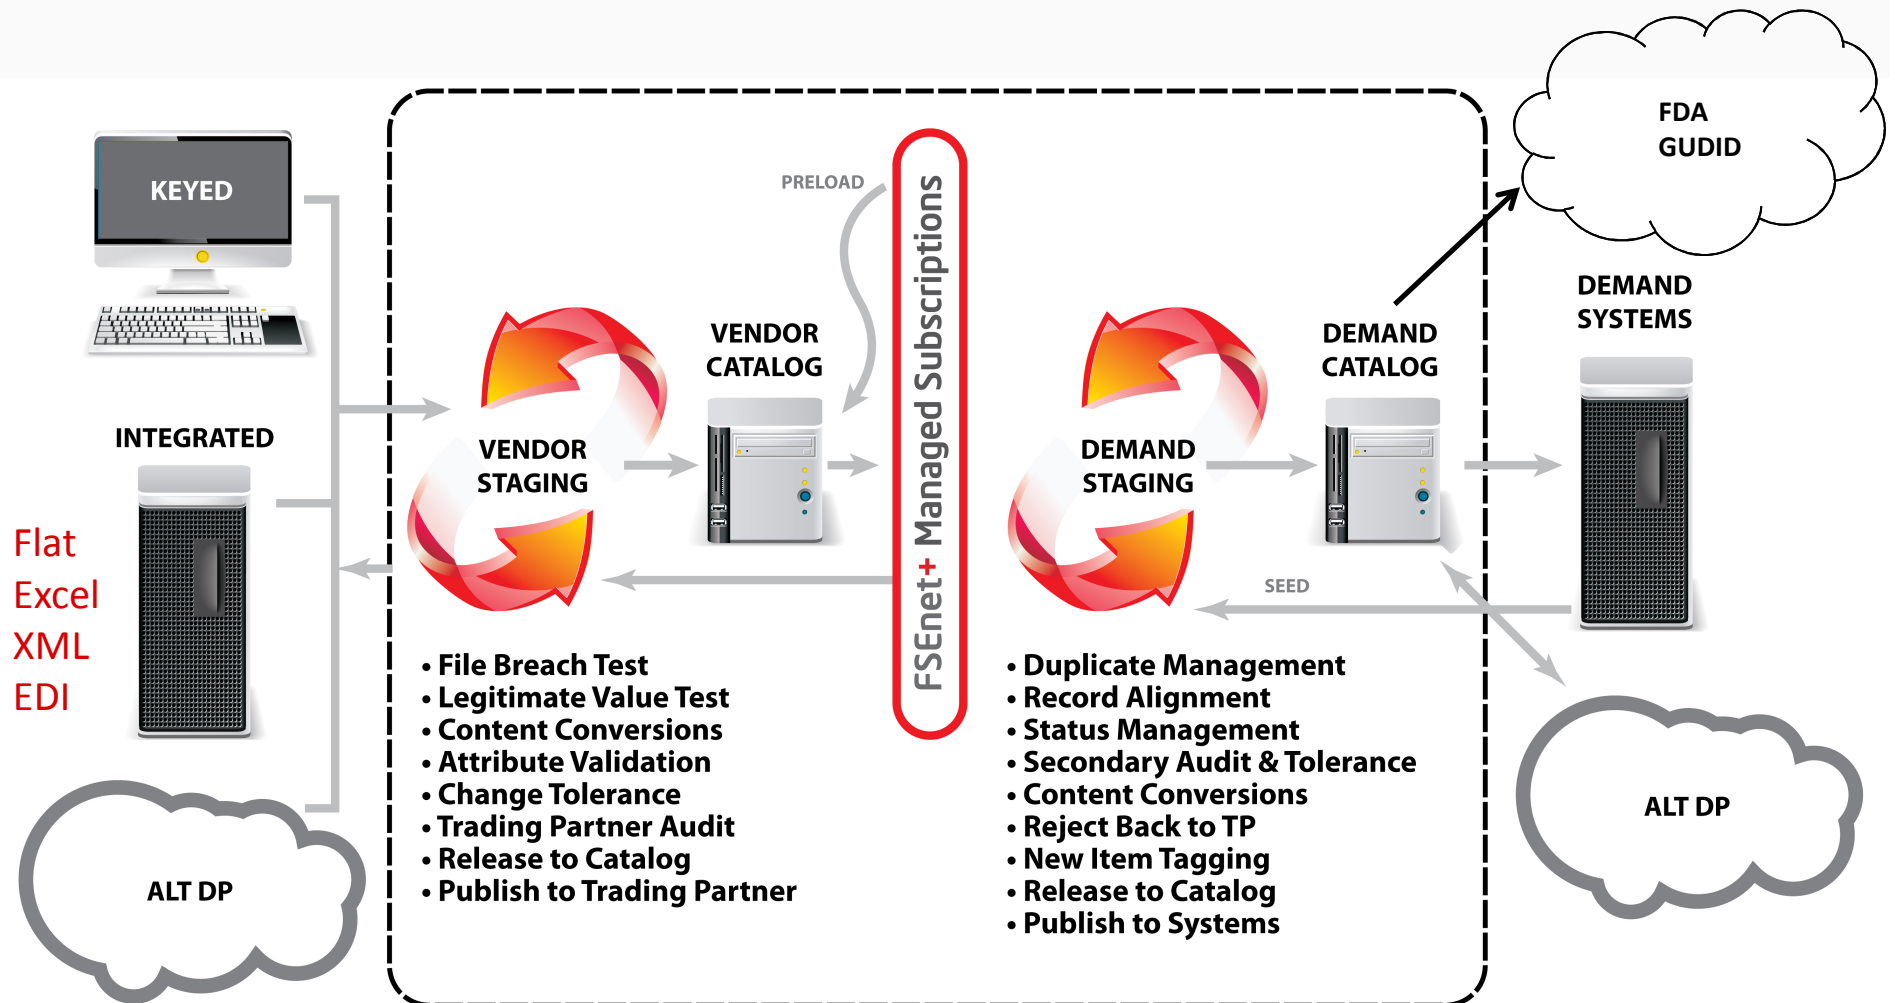 KEYED
INTEGRATED
Flat
Excel
XML
EDI
ALT DP
VENDOR
STAGING
VENDOR
CATALOG
PRELOAD
• File Breach Test
• Legitimate Value Test
• Content Conversions
• Attribute Validation
• Change Tolerance
• Trading Partner Audit
• Release to Catalog
• Publish to Trading Partner
FSEnet+ Managed Subscriptions
DEMAND
STAGING
DEMAND
CATALOG
SEED
• Duplicate Management
• Record Alignment
• Status Management
• Secondary Audit & Tolerance
• Content Conversions
• Reject Back to TP
• New Item Tagging
• Release to Catalog
• Publish to Systems
FDA
GUDID
DEMAND
SYSTEMS
ALT DP